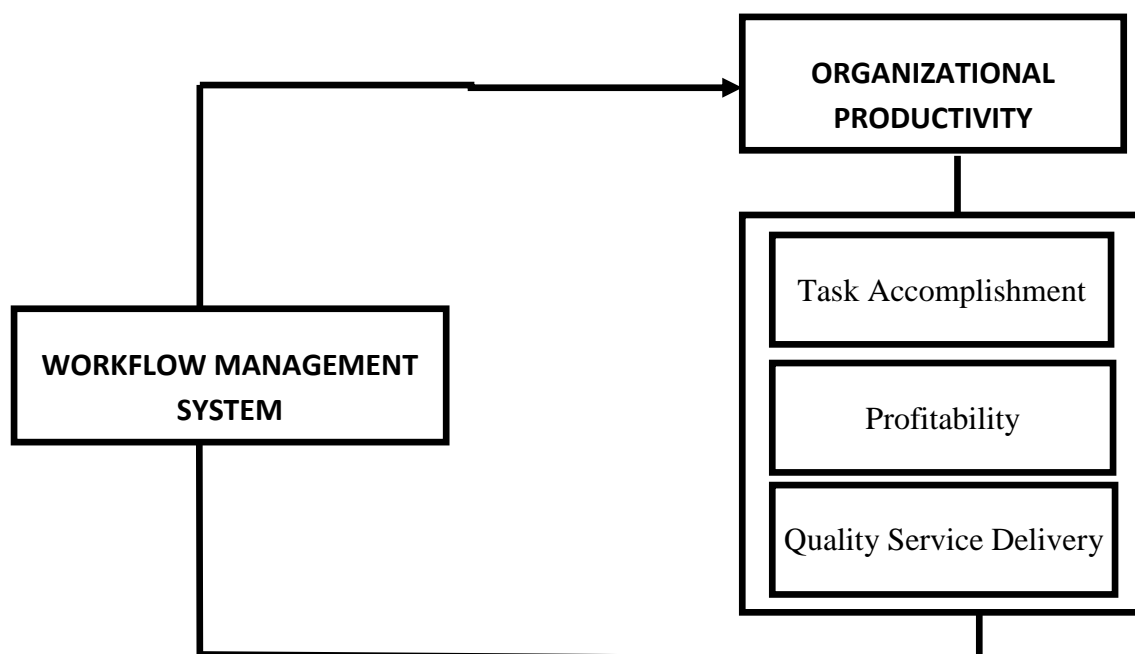 ORGANIZATIONAL
PRODUCTIVITY
Task Accomplishment
WORKFLOW MANAGEMENT
SYSTEM
Profitability
Quality Service Delivery